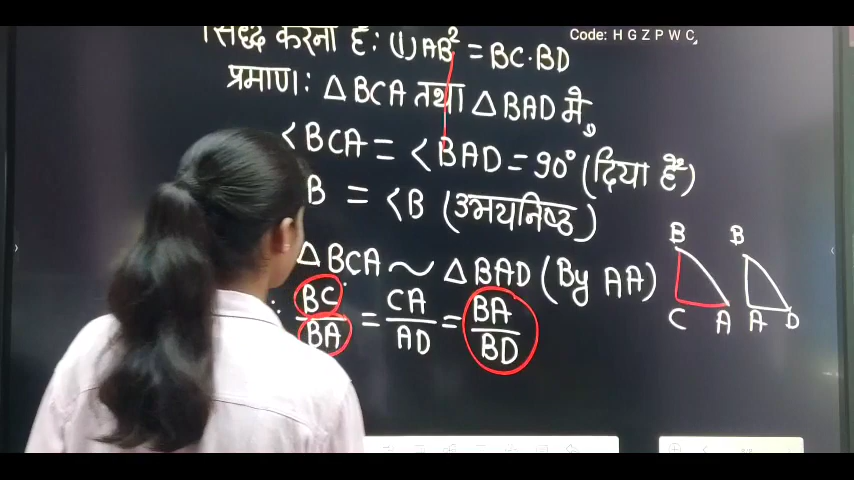 Code: H G Z P W C
सिद्ध करना है: (i) AB² = BC·BD
प्रमाण: △ BCA तथा △ BAD में,
<BCA = <BAD = 90° (दिया है)
B = <B (उभयनिष्ठ)
△BCA ~ △BAD (By AA)
BC/BA = CA/AD = BA/BD
B B
C A A D